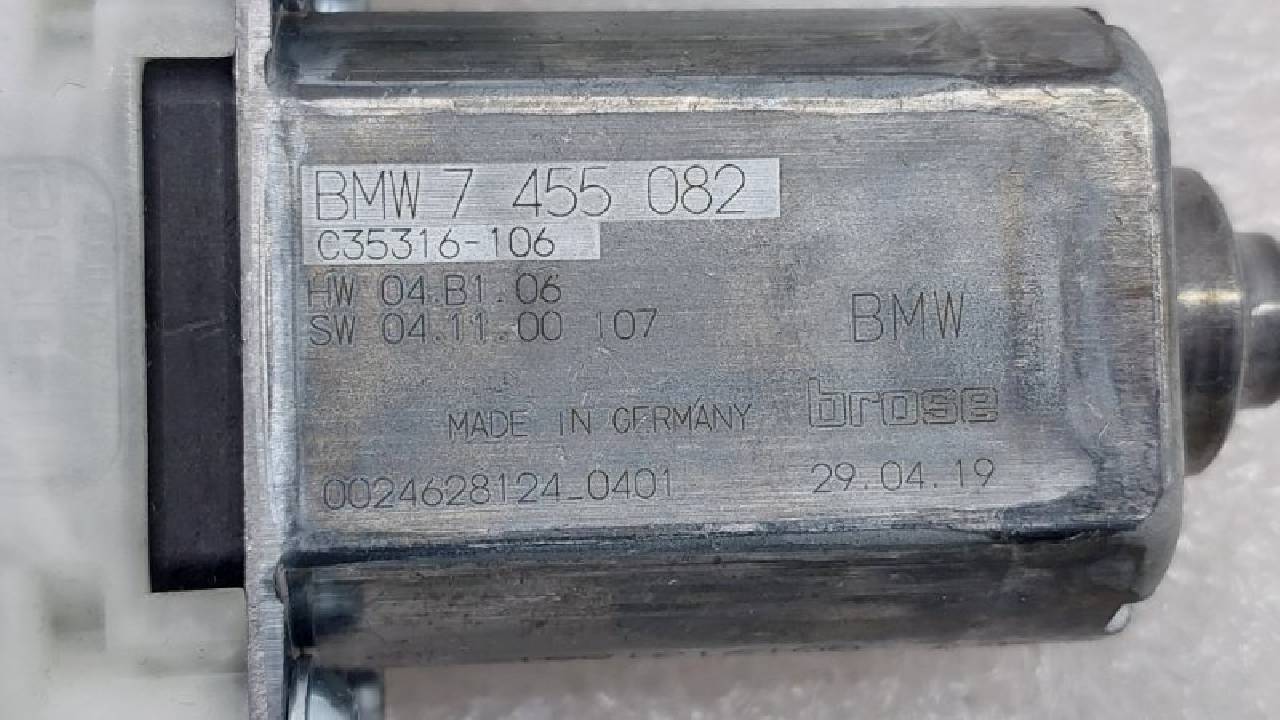 BMW 7 455 082
C35316-106
HW 04.B1.06
SW 04.11.00 107
BMW
brose
MADE IN GERMANY
0024628124_0401
29.04.19